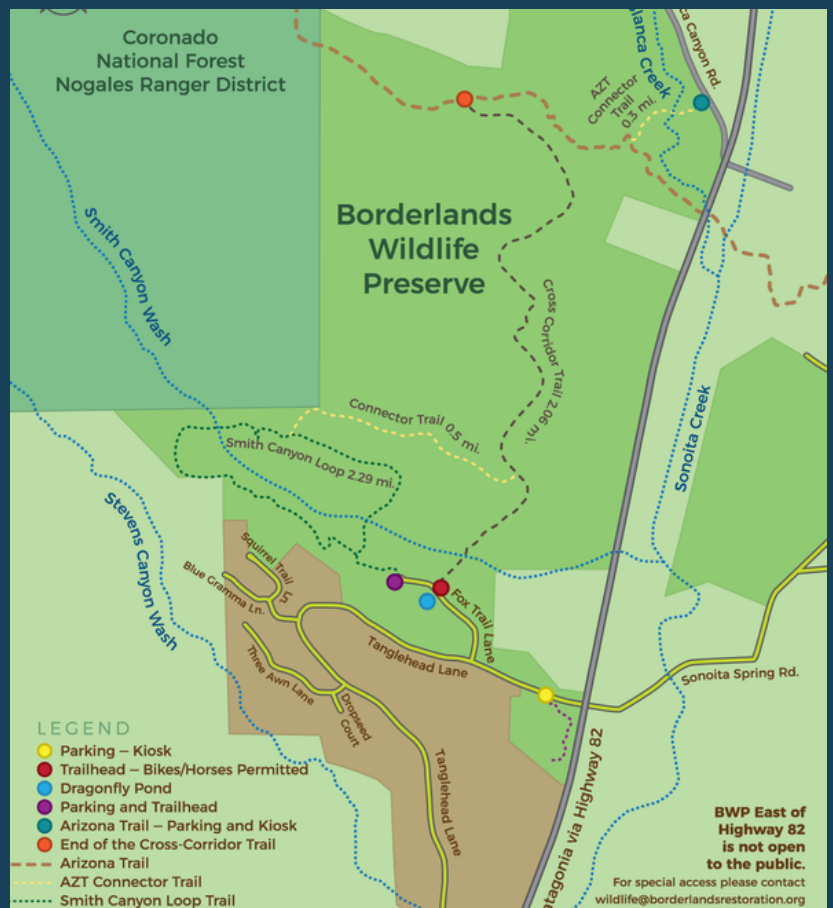 Coronado
National Forest
Nogales Ranger District
Canyon Rd.
AZT
Connector
Trail
0.3 mi.
Smith Canyon Wash
Borderlands
Wildlife
Preserve
Cross Corridor Trail 2.06 mi.
Connector Trail 0.5 mi.
Smith Canyon Loop 2.29 mi.
Sonoita Creek
Stevens Canyon Wash
Squirrel Trail Ln
Blue Gramma Ln.
Fox Trail Lane
Tanglehead Lane
Three Awn Lane
Dropseed
Court
Sonoita Spring Rd.
Tanglehead Lane
via Highway 82
LEGEND
Parking – Kiosk
Trailhead – Bikes/Horses Permitted
Dragonfly Pond
Parking and Trailhead
Arizona Trail – Parking and Kiosk
End of the Cross-Corridor Trail
Arizona Trail
AZT Connector Trail
Smith Canyon Loop Trail
BWP East of
Highway 82
is not open
to the public.
For special access please contact
wildlife@borderlandsrestoration.org